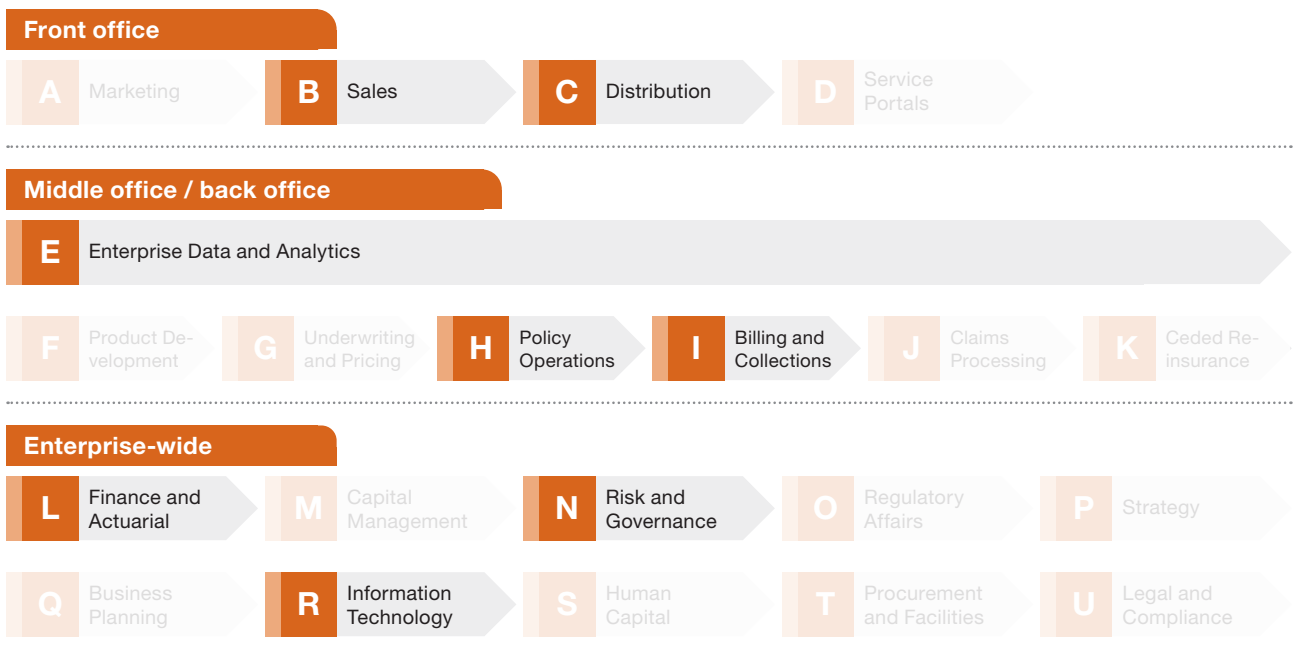 Front office
A
Marketing
B
Sales
C
Distribution
D
Service
Portals
Middle office / back office
E
Enterprise Data and Analytics
F
Product De-
velopment
G
Underwriting
and Pricing
H
Policy
Operations
I
Billing and
Collections
J
Claims
Processing
K
Ceded Re-
insurance
Enterprise-wide
L
Finance and
Actuarial
M
Capital
Management
N
Risk and
Governance
O
Regulatory
Affairs
P
Strategy
Q
Business
Planning
R
Information
Technology
S
Human
Capital
T
Procurement
and Facilities
U
Legal and
Compliance